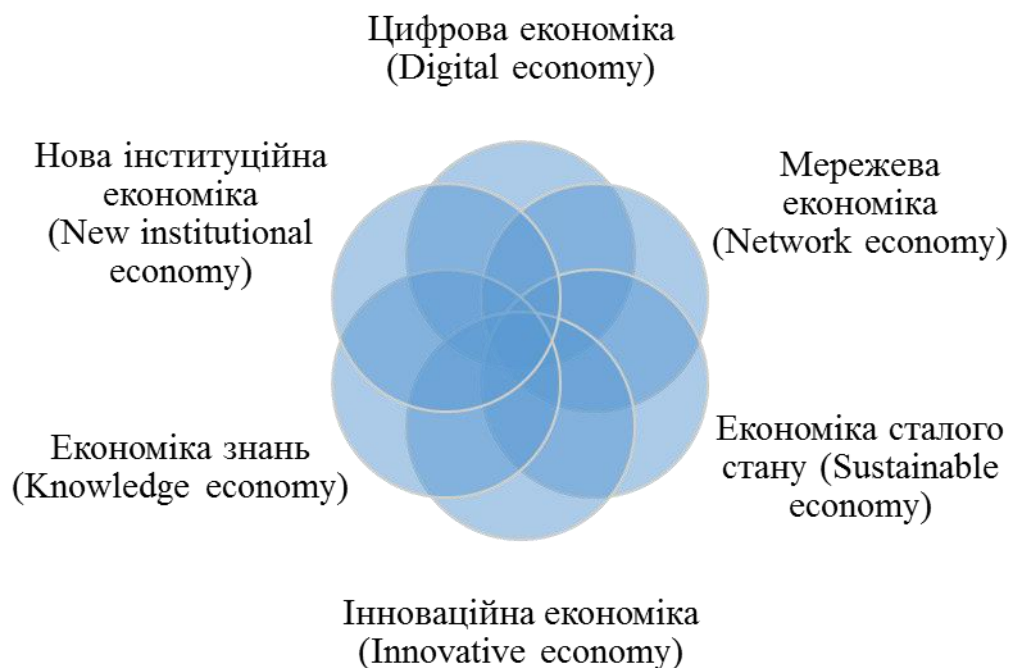 Цифрова економіка
(Digital economy)
Нова інституційна
економіка
(New institutional
economy)
Мережева
економіка
(Network economy)
Економіка знань
(Knowledge economy)
Економіка сталого
стану (Sustainable
economy)
Інноваційна економіка
(Innovative economy)